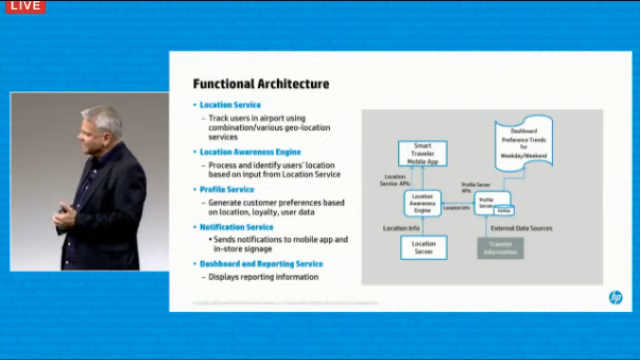 LIVE
Functional Architecture
• Location Service
– Track users in airport using
combination/various geo-location
services
• Location Awareness Engine
– Process and identify users' location
based on input from Location Service
• Profile Service
– Generate customer preferences based
on location, loyalty, user data
• Notification Service
• Sends notifications to mobile app and
in-store signage
• Dashboard and Reporting Service
– Displays reporting information
Dashboard
Preference Trends
for
Weekday/Weekend
Smart
Traveler
Mobile App
Location
Service APIs
Profile Server
APIs
Location
Awareness
Engine
Location Info
Profile
Server
Location Info
External Data Sources
Location
Server
Traveler
Information
hp